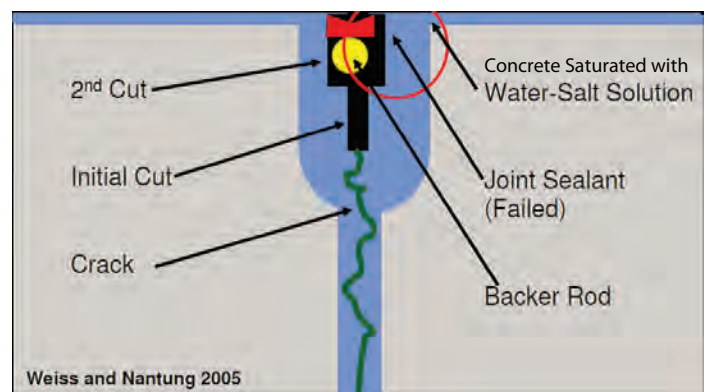 2nd Cut
Initial Cut
Crack
Concrete Saturated with
Water-Salt Solution
Joint Sealant
(Failed)
Backer Rod
Weiss and Nantung 2005